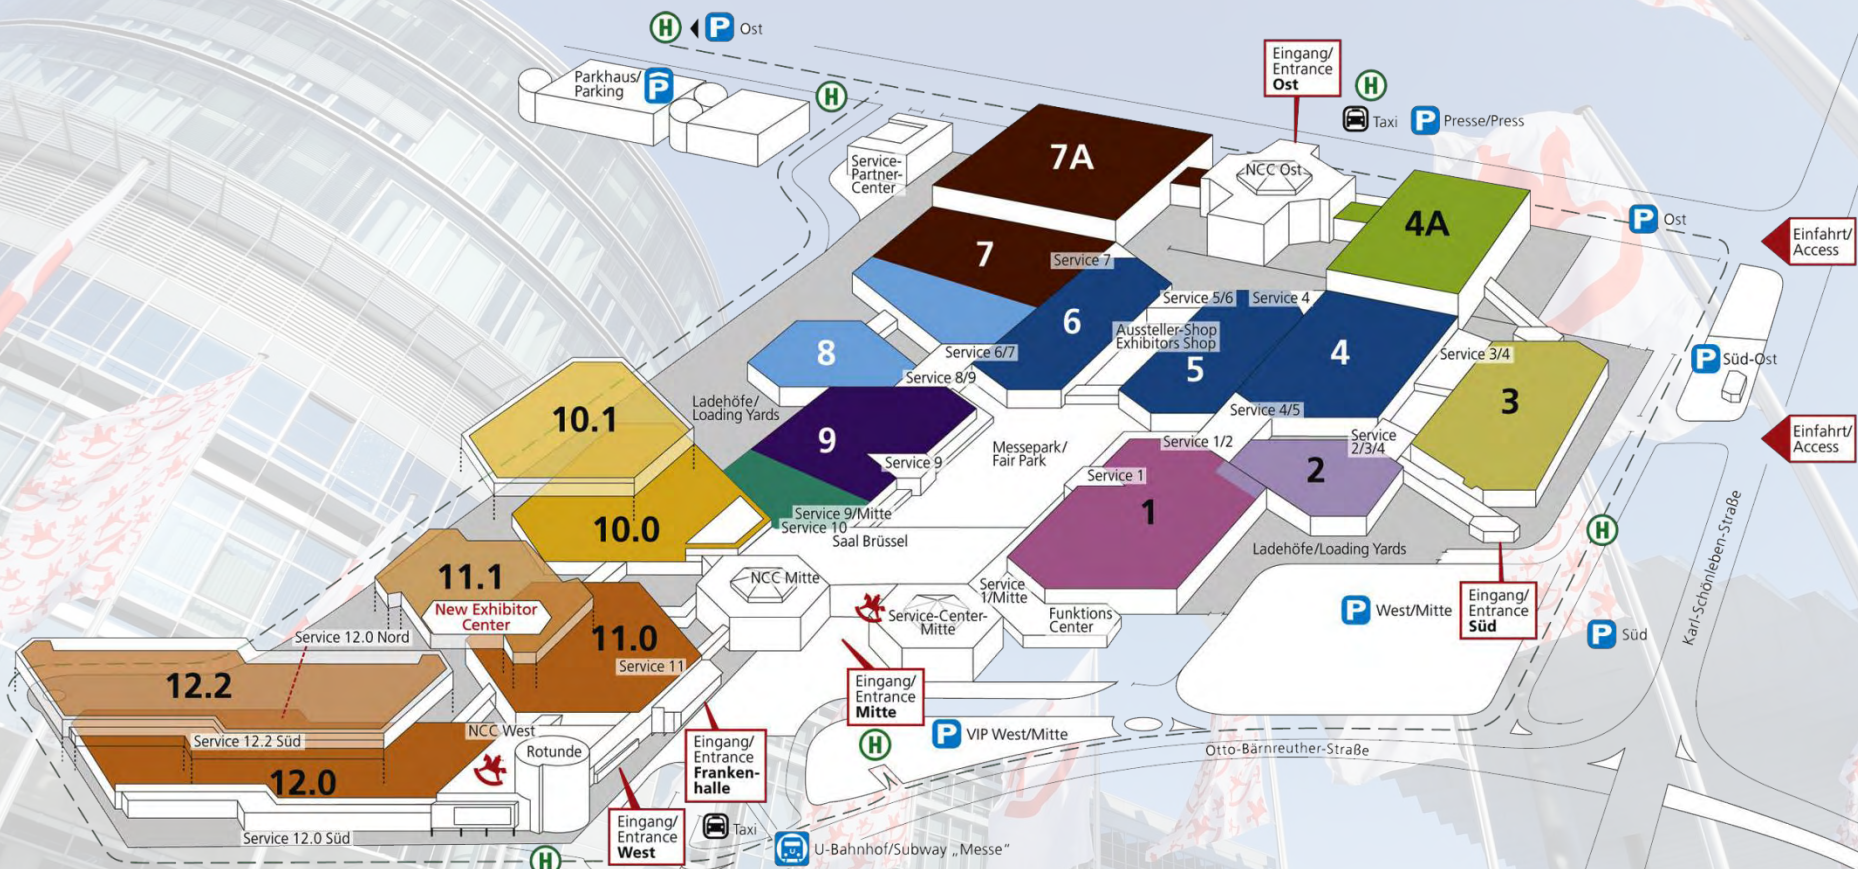 H
P Ost
Parkhaus/
Parking
P
H
Service-
Partner-
Center
Eingang/
Entrance
Ost
H
Taxi
P Presse/Press
7A
NCC Ost
4A
P Ost
Einfahrt/
Access
7
Service 7
Service 5/6
Service 4
6
Aussteller-Shop
Exhibitors Shop
5
4
Service 3/4
P Süd-Ost
8
Service 6/7
Service 8/9
3
Ladehöfe/
Loading Yards
10.1
9
Service 4/5
Service 1/2
Service
2/3/4
Einfahrt/
Access
Messepark/
Fair Park
Service 9
Service 1
2
1
10.0
Service 9/Mitte
Service 10
Saal Brüssel
Ladehöfe/Loading Yards
H
Karl-Schönleben-Straße
11.1
New Exhibitor
Center
NCC Mitte
Service
1/Mitte
Service-Center-
Mitte
Funktions
Center
P West/Mitte
Eingang/
Entrance
Süd
P Süd
Service 12.0 Nord
11.0
Service 11
12.2
Eingang/
Entrance
Mitte
NCC West
Service 12.2 Süd
Rotunde
H
P VIP West/Mitte
Otto-Bärnreuther-Straße
12.0
Eingang/
Entrance
Franken-
halle
Service 12.0 Süd
Eingang/
Entrance
West
Taxi
U-Bahnhof/Subway „Messe"
H